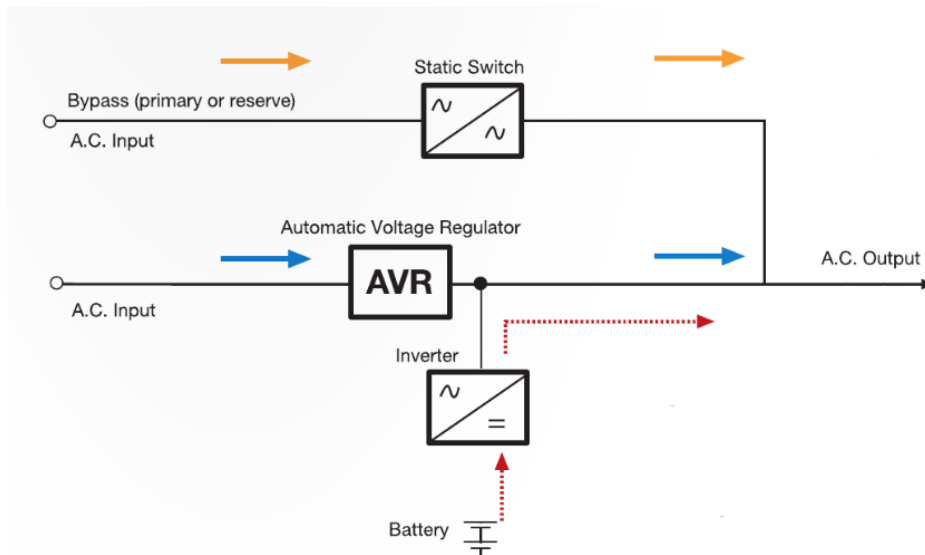 Static Switch
Bypass (primary or reserve)
A.C. Input
Automatic Voltage Regulator
AVR
A.C. Output
A.C. Input
Inverter
Battery